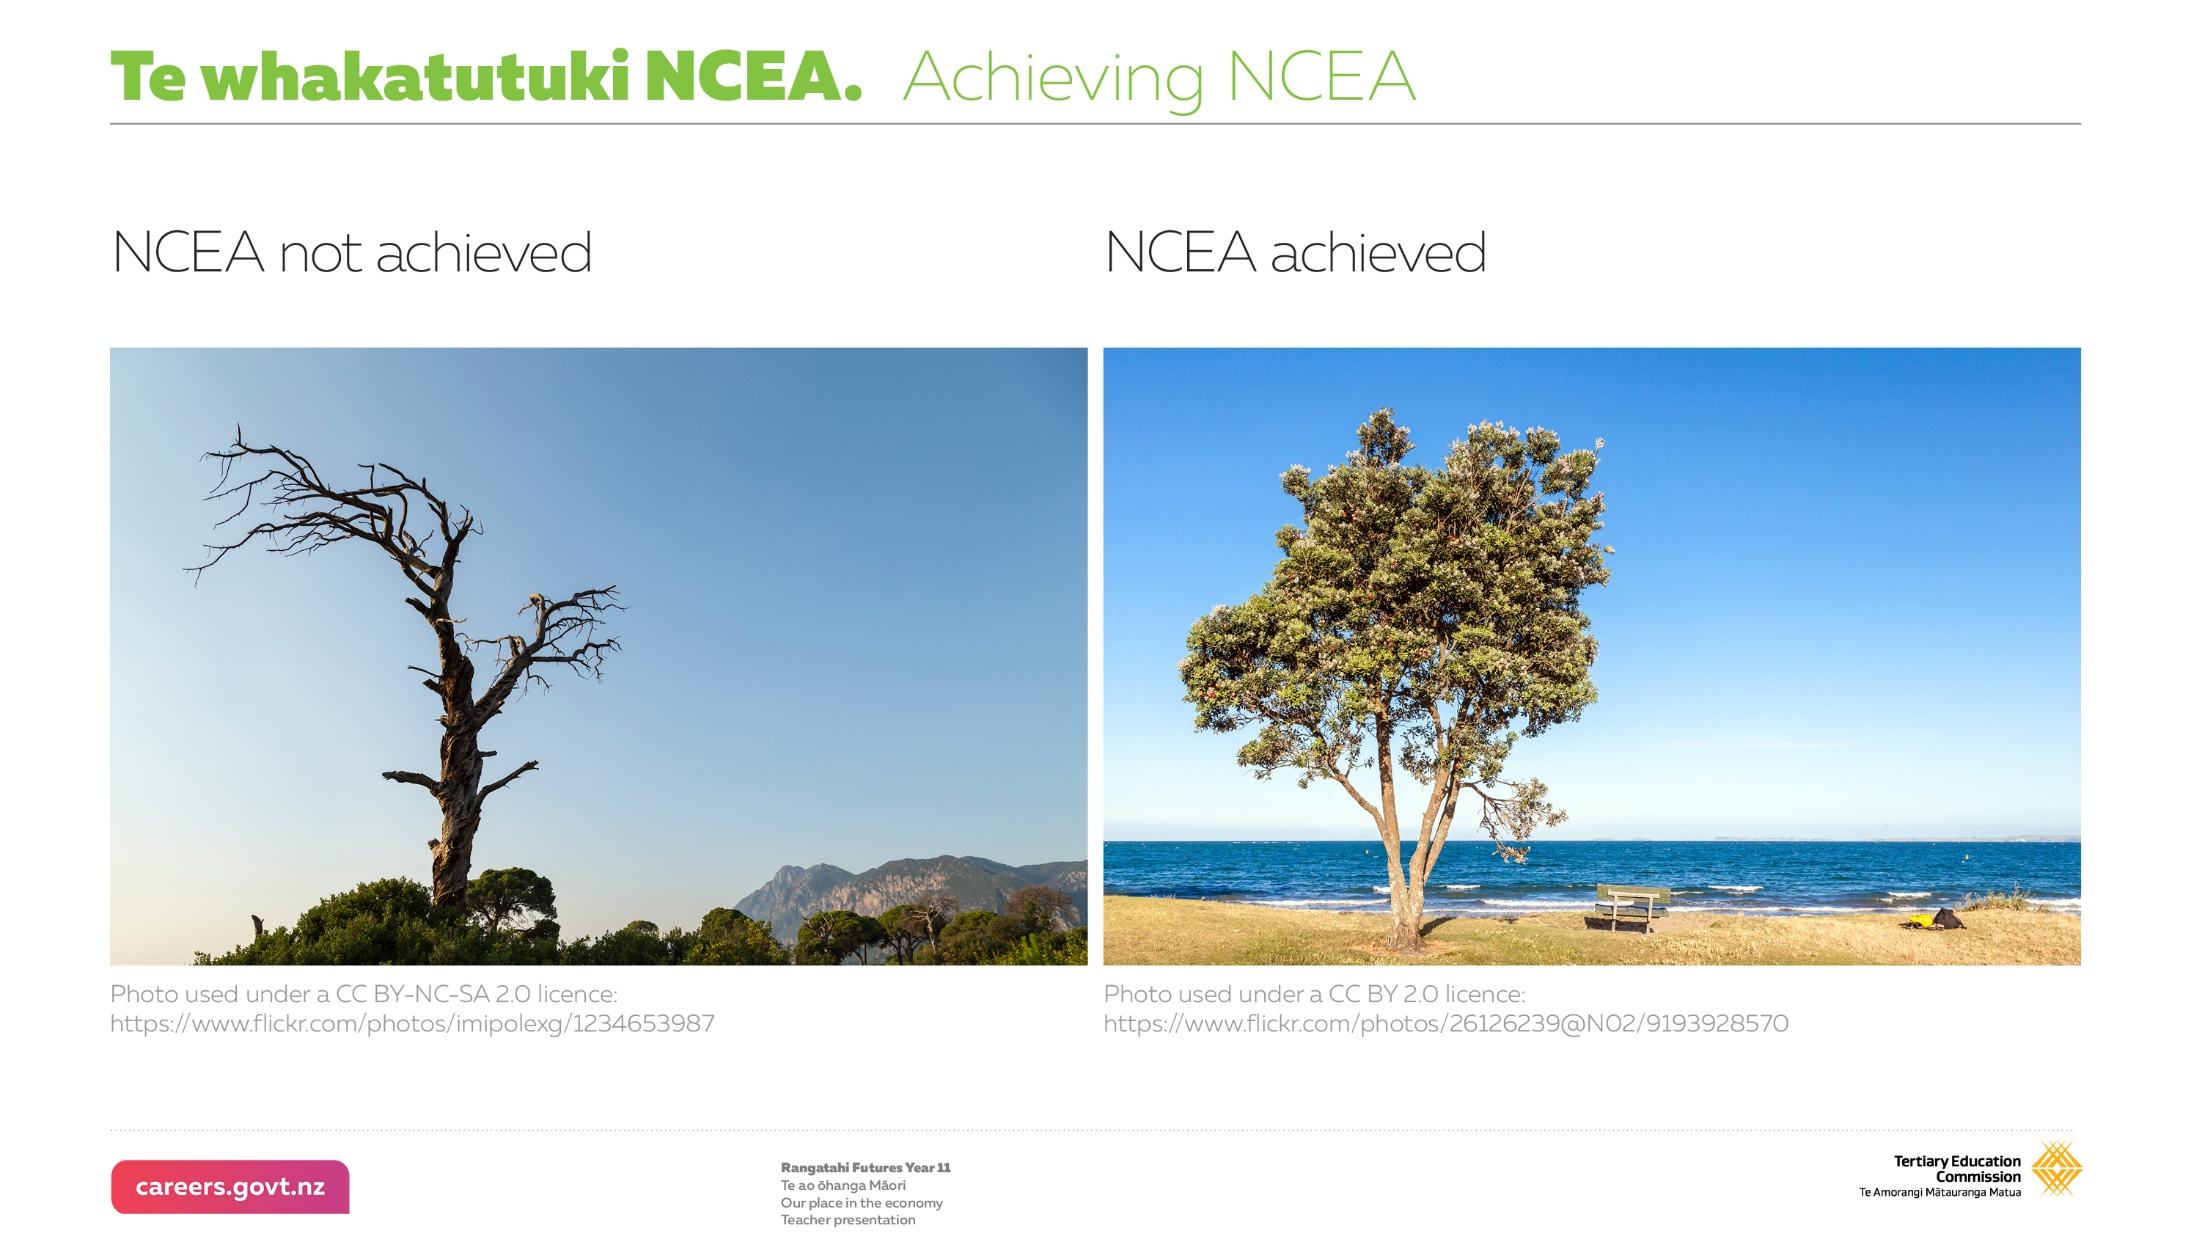 Te whakatutuki NCEA. Achieving NCEA
NCEA not achieved
NCEA achieved
Photo used under a CC BY-NC-SA 2.0 licence:
https://www.flickr.com/photos/imipolexg/1234653987
Photo used under a CC BY 2.0 licence:
https://www.flickr.com/photos/26126239@N02/9193928570
careers.govt.nz
Rangatahi Futures Year 11
Te ao ōhanga Māori
Our place in the economy
Teacher presentation
Tertiary Education
Commission
Te Amorangi Mātauranga Matua